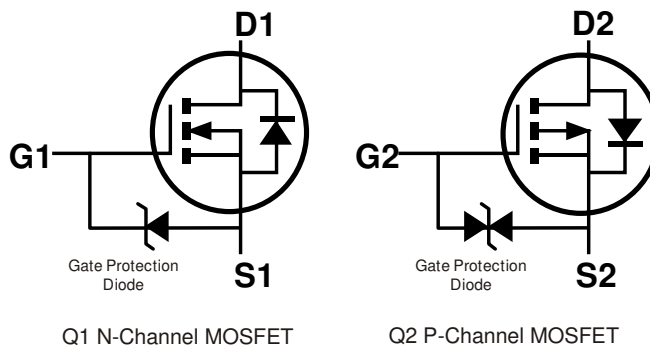 D1
D2
G1
G2
Gate Protection
Diode
S1
Gate Protection
Diode
S2
Q1 N-Channel MOSFET
Q2 P-Channel MOSFET